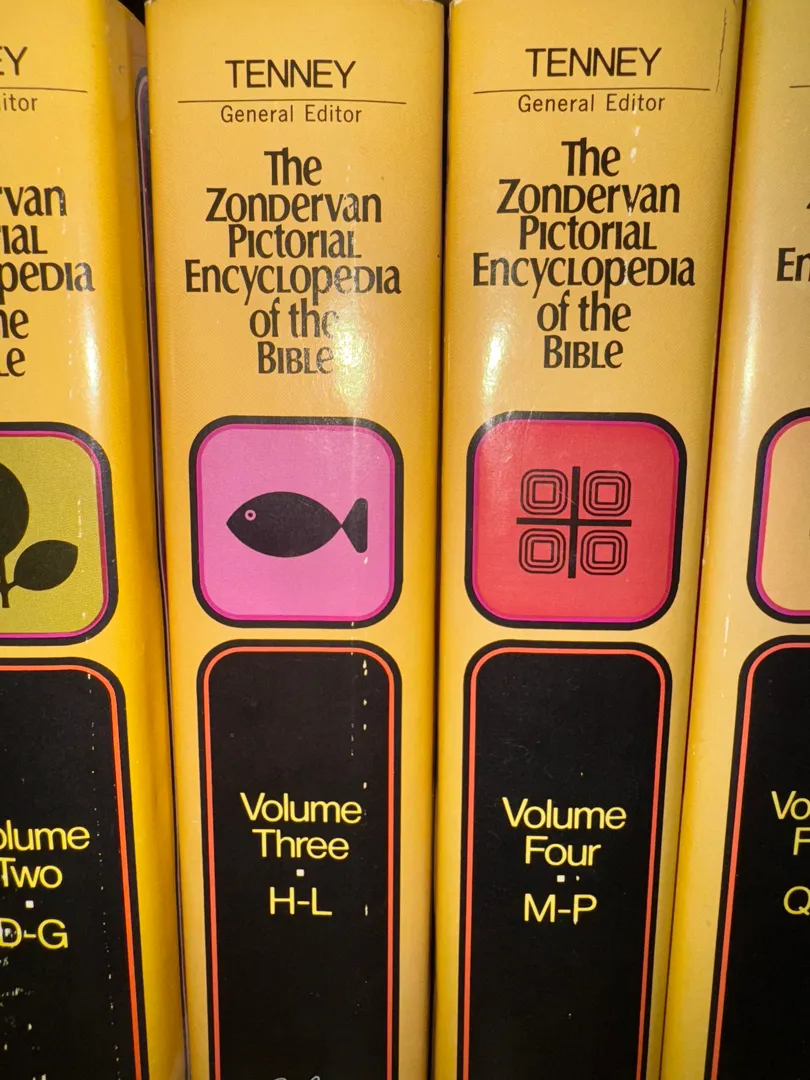 TENNEY
General Editor
The
Zondervan
Pictorial
Encyclopedia
of the
Bible
Volume
Three
H-L
TENNEY
General Editor
The
Zondervan
Pictorial
Encyclopedia
of the
Bible
Volume
Four
M-P
Two
D-G